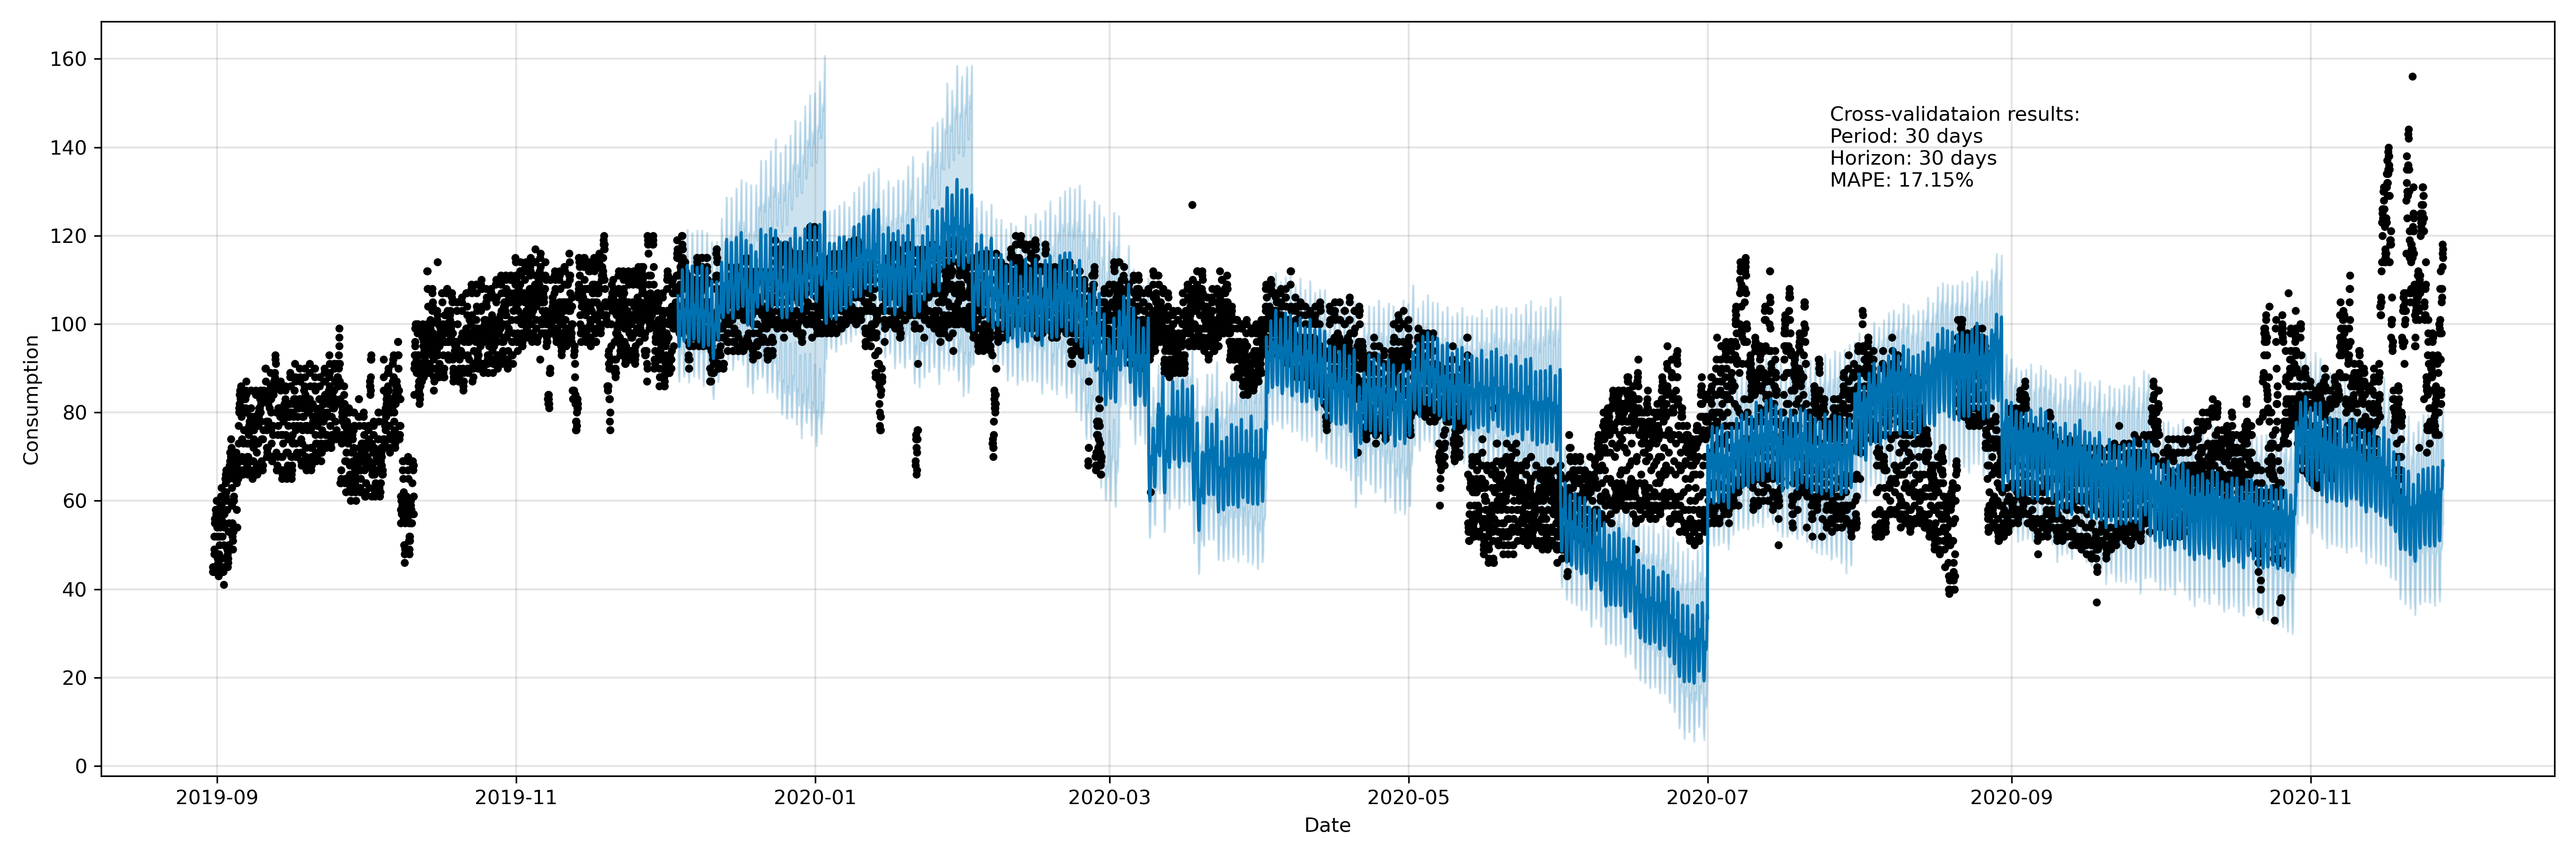 160
140
120
100
80
60
40
20
0
Consumption
Cross-validataion results:
Period: 30 days
Horizon: 30 days
MAPE: 17.15%
2019-09 2019-11 2020-01 2020-03 2020-05 2020-07 2020-09 2020-11
Date